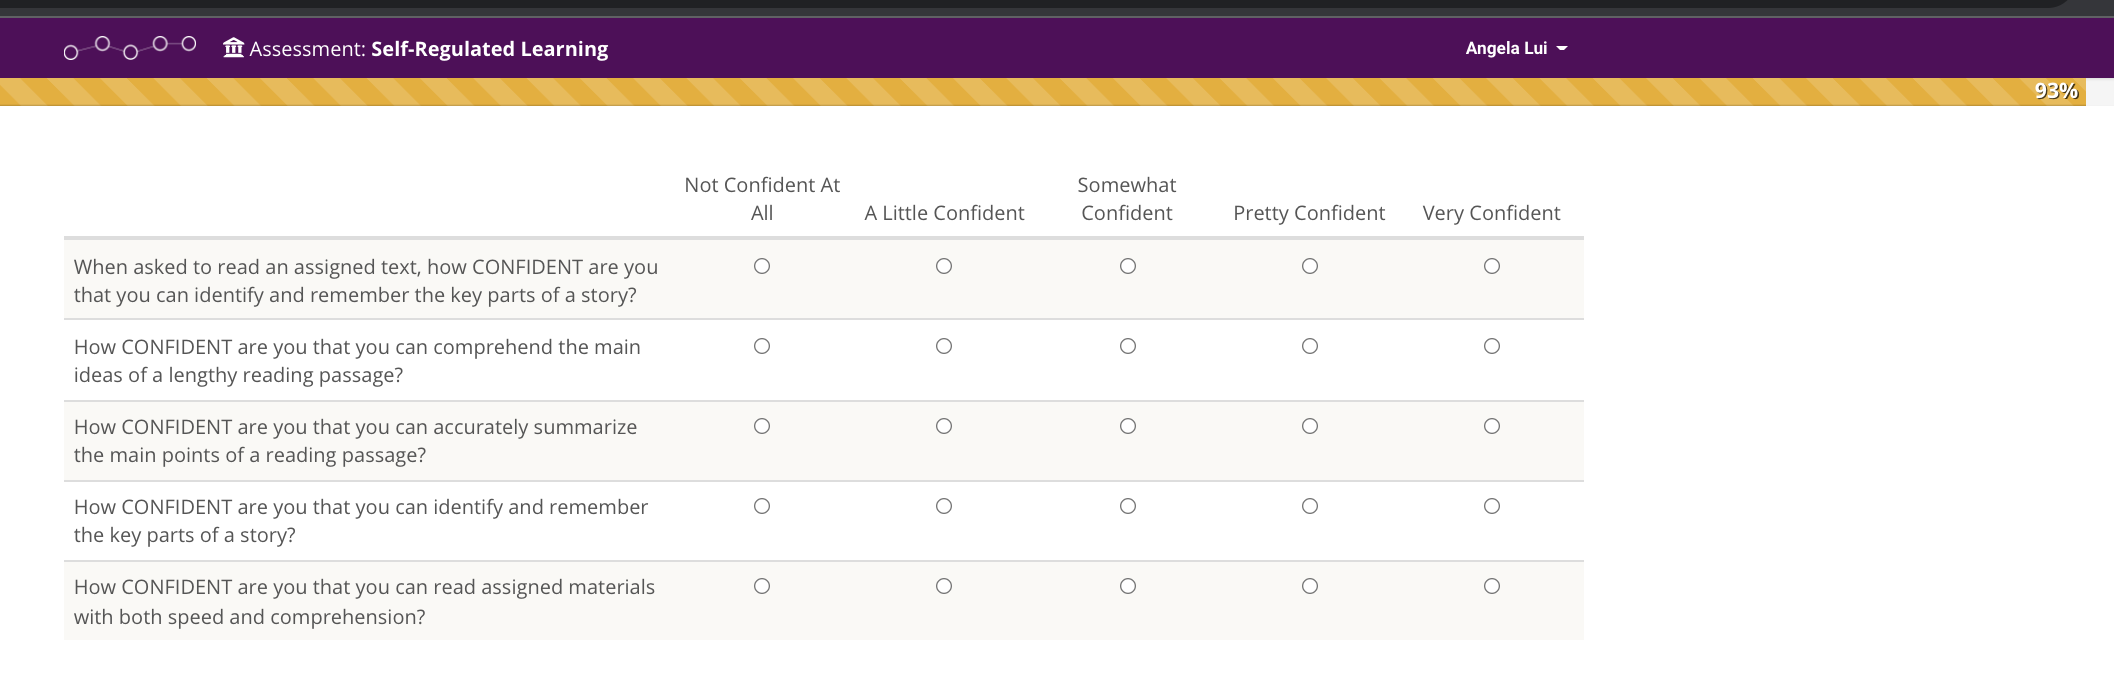 Assessment: Self-Regulated Learning
Angela Lui
93%
Not Confident At All
A Little Confident
Somewhat Confident
Pretty Confident
Very Confident
When asked to read an assigned text, how CONFIDENT are you
that you can identify and remember the key parts of a story?
How CONFIDENT are you that you can comprehend the main
ideas of a lengthy reading passage?
How CONFIDENT are you that you can accurately summarize
the main points of a reading passage?
How CONFIDENT are you that you can identify and remember
the key parts of a story?
How CONFIDENT are you that you can read assigned materials
with both speed and comprehension?